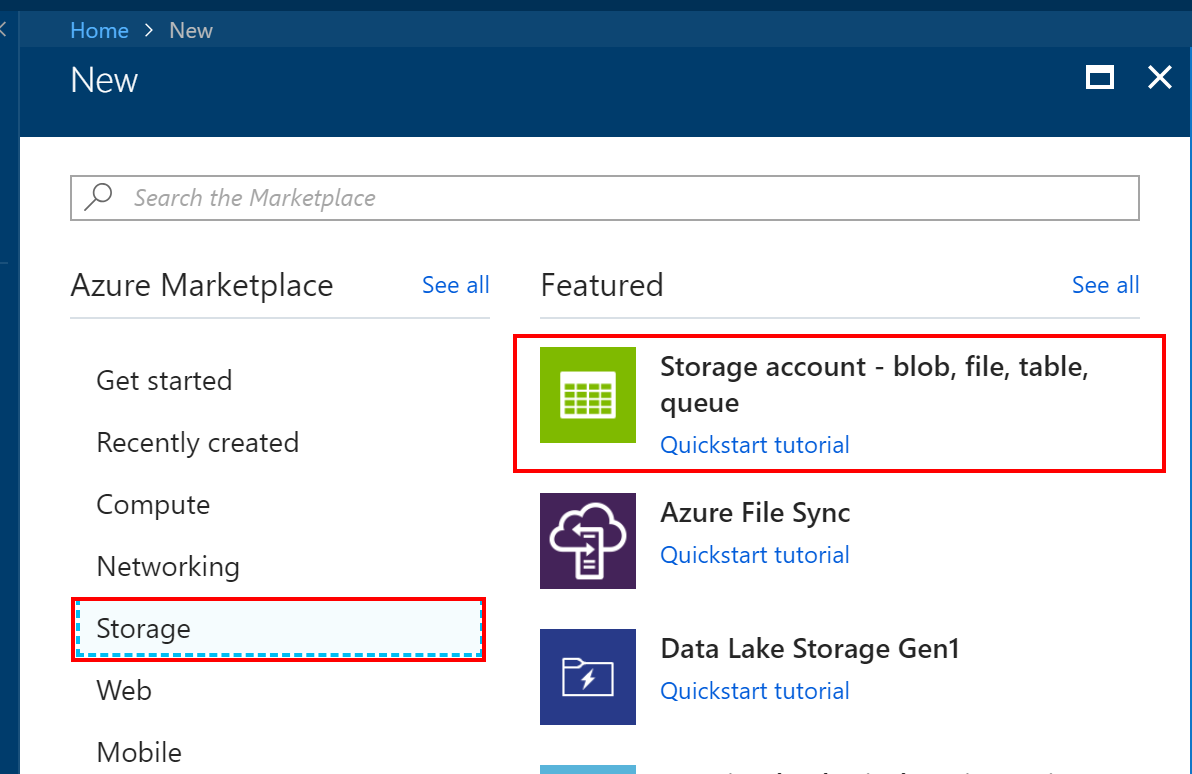 Home > New
New
Search the Marketplace
Azure Marketplace
See all
Get started
Recently created
Compute
Networking
Storage
Web
Mobile
Featured
See all
Storage account - blob, file, table,
queue
Quickstart tutorial
Azure File Sync
Quickstart tutorial
Data Lake Storage Gen1
Quickstart tutorial